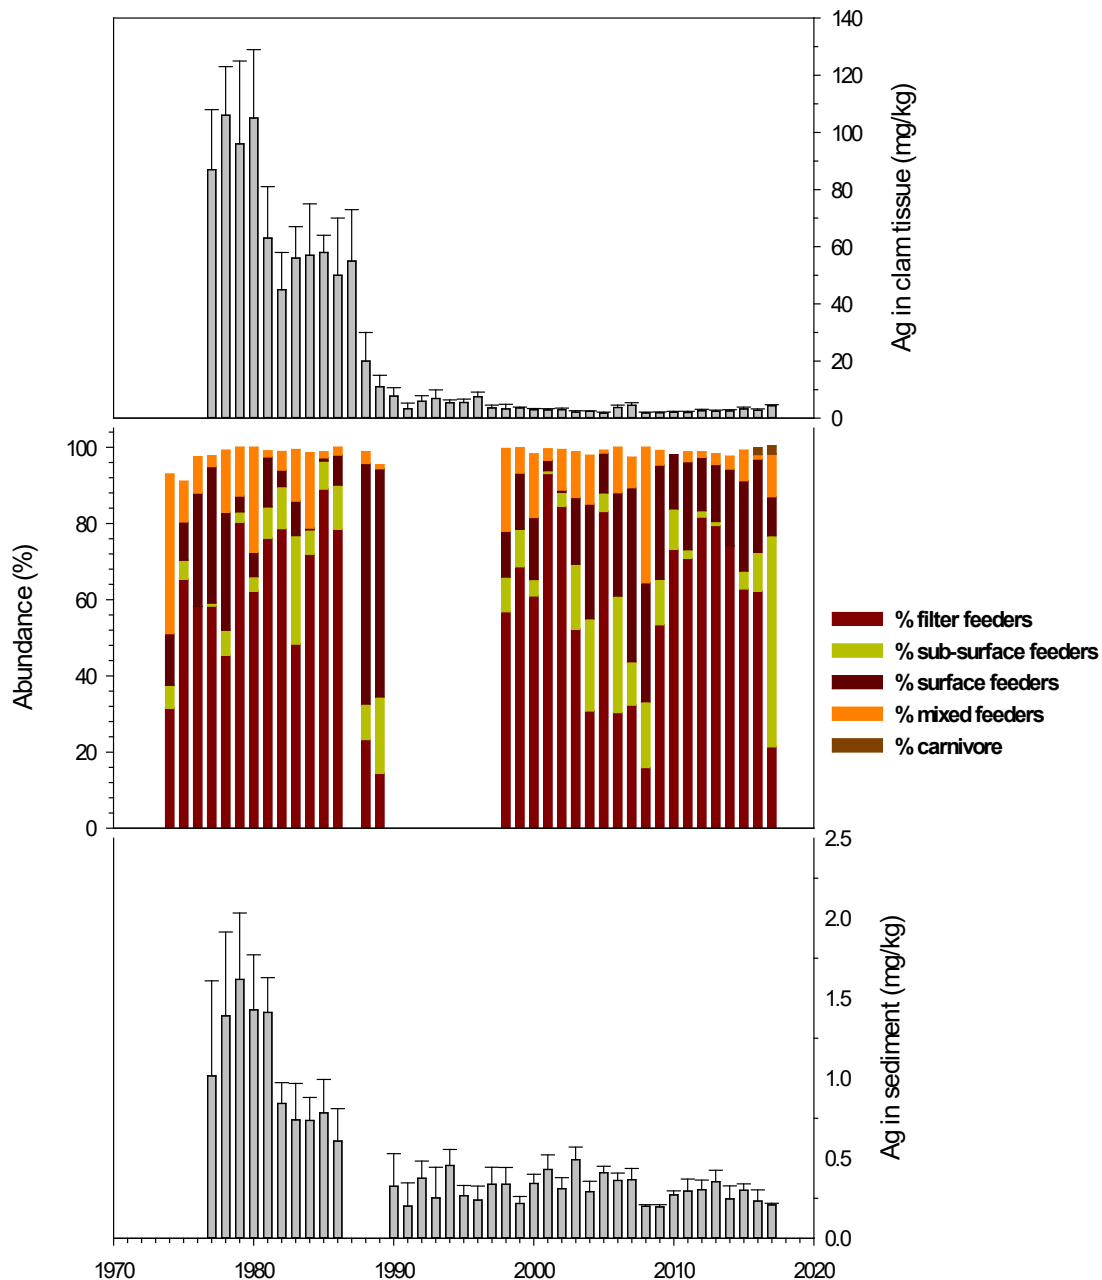 140
120
100
80
60
40
20
0
Ag in clam tissue (mg/kg)
100
80
60
40
20
0
Abundance (%)
% filter feeders
% sub-surface feeders
% surface feeders
% mixed feeders
% carnivore
2.5
2.0
1.5
1.0
0.5
0.0
Ag in sediment (mg/kg)
1970 1980 1990 2000 2010 2020